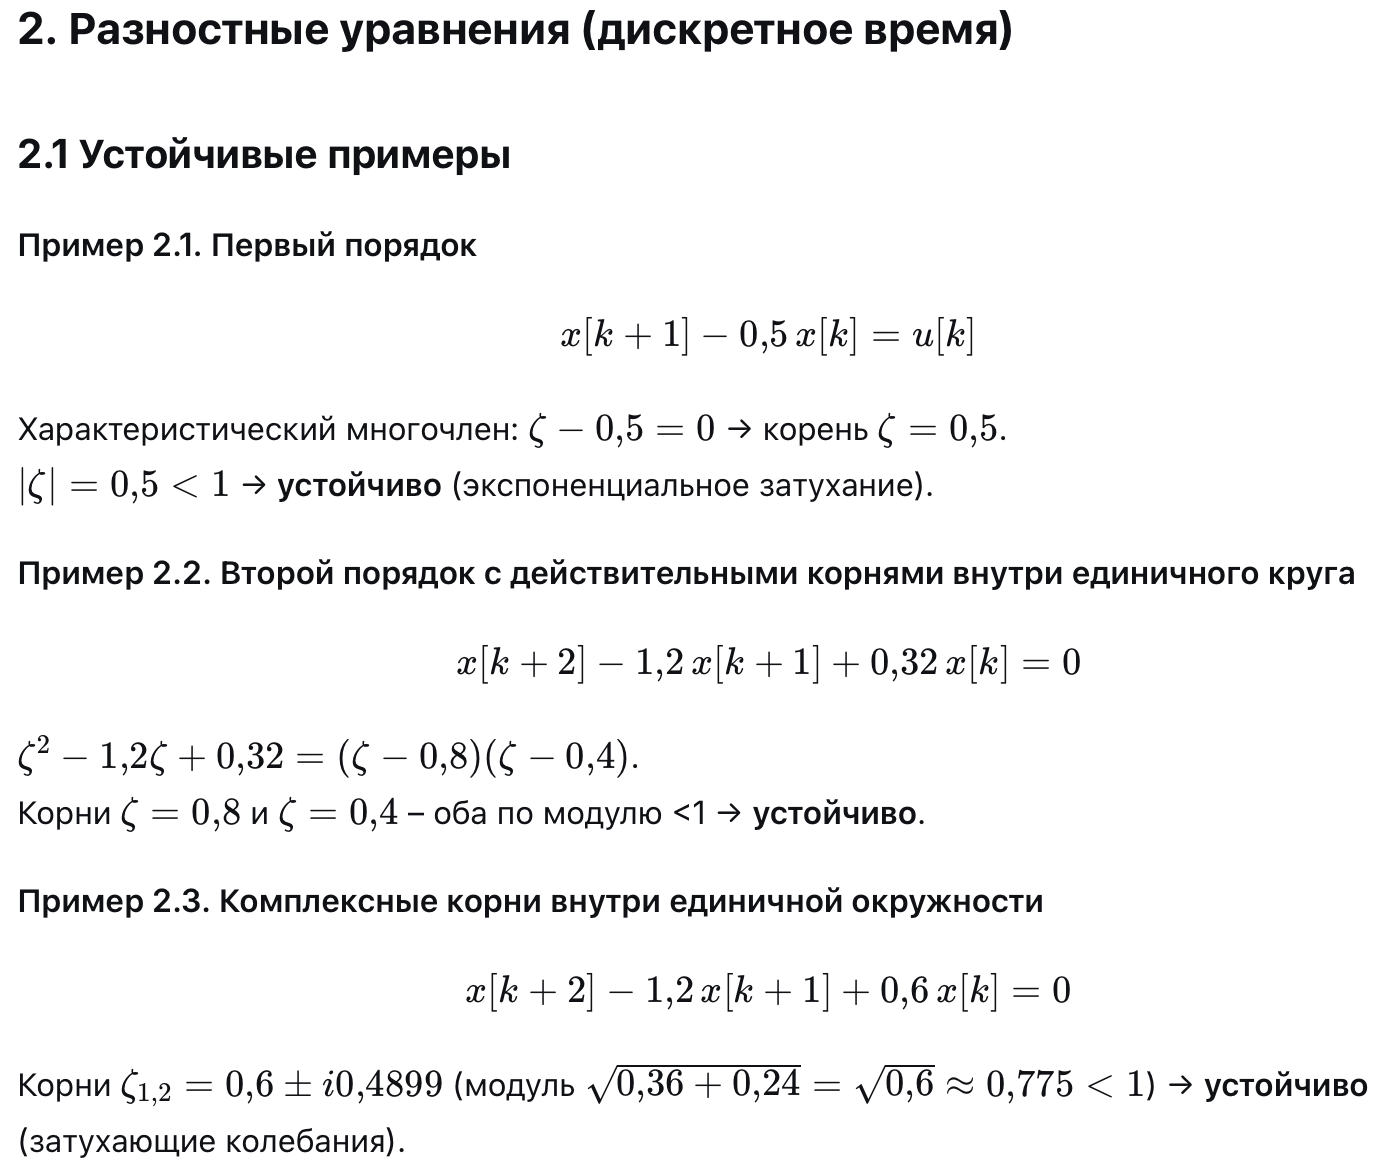 2. Разностные уравнения (дискретное время)
2.1 Устойчивые примеры
Пример 2.1. Первый порядок
x[k + 1] − 0,5 x[k] = u[k]
Характеристический многочлен: ζ − 0,5 = 0 → корень ζ = 0,5.
|ζ| = 0,5 < 1 → устойчиво (экспоненциальное затухание).
Пример 2.2. Второй порядок с действительными корнями внутри единичного круга
x[k + 2] − 1,2 x[k + 1] + 0,32 x[k] = 0
ζ² − 1,2ζ + 0,32 = (ζ − 0,8)(ζ − 0,4).
Корни ζ = 0,8 и ζ = 0,4 – оба по модулю <1 → устойчиво.
Пример 2.3. Комплексные корни внутри единичной окружности
x[k + 2] − 1,2 x[k + 1] + 0,6 x[k] = 0
Корни ζ₁,₂ = 0,6 ± i0,4899 (модуль √(0,36 + 0,24) = √0,6 ≈ 0,775 < 1) → устойчиво
(затухающие колебания).